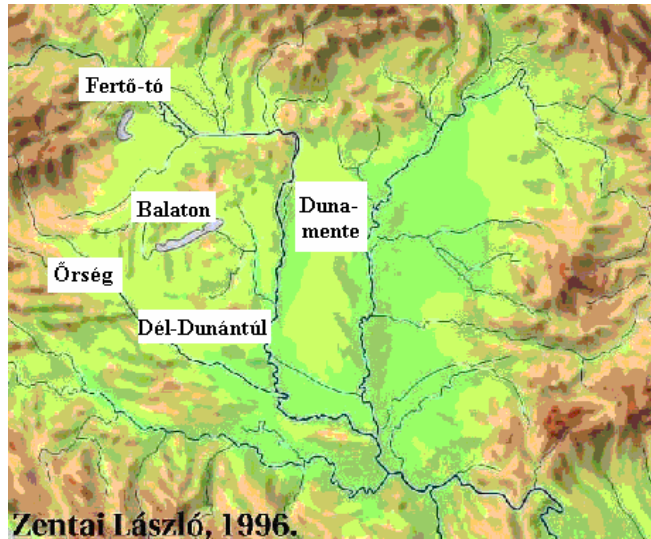 Fertő-tó
Balaton
Duna-
mente
Őrség
Dél-Dunántúl
Zentai László, 1996.